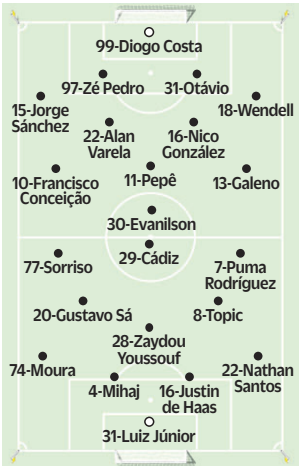 99-Diogo Costa
97-Zé Pedro
31-Otávio
15-Jorge
Sánchez
18-Wendell
22-Alan
Varela
16-Nico
González
10-Francisco
Conceição
11-Pepê
13-Galeno
30-Evanilson
29-Cádiz
77-Sorriso
7-Puma
Rodríguez
20-Gustavo Sá
8-Topic
28-Zaydou
Youssouf
74-Moura
22-Nathan
Santos
4-Mihaj
16-Justin
de Haas
31-Luiz Júnior